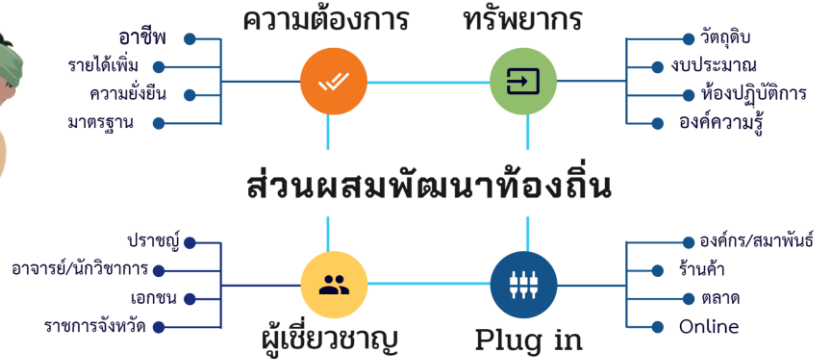 ความต้องการ
ทรัพยากร
อาชีพ
รายได้เพิ่ม
ความยั่งยืน
มาตรฐาน
วัตถุดิบ
งบประมาณ
ห้องปฏิบัติการ
องค์ความรู้
ส่วนผสมพัฒนาท้องถิ่น
ปราชญ์
อาจารย์/นักวิชาการ
เอกชน
ราชการจังหวัด
องค์กร/สมาพันธ์
ร้านค้า
ตลาด
Online
ผู้เชี่ยวชาญ
Plug in